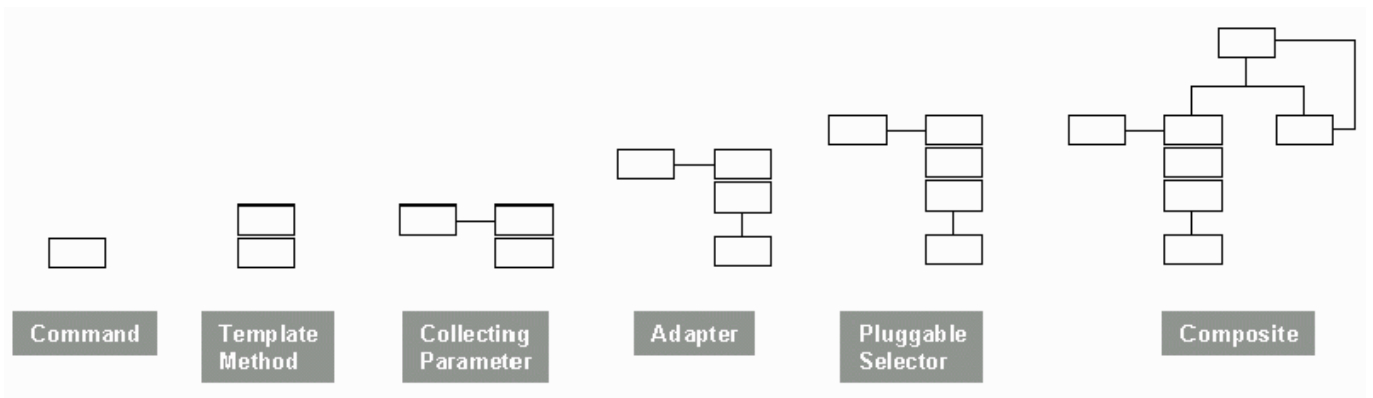 Command
Template
Method
Collecting
Parameter
Adapter
Pluggable
Selector
Composite